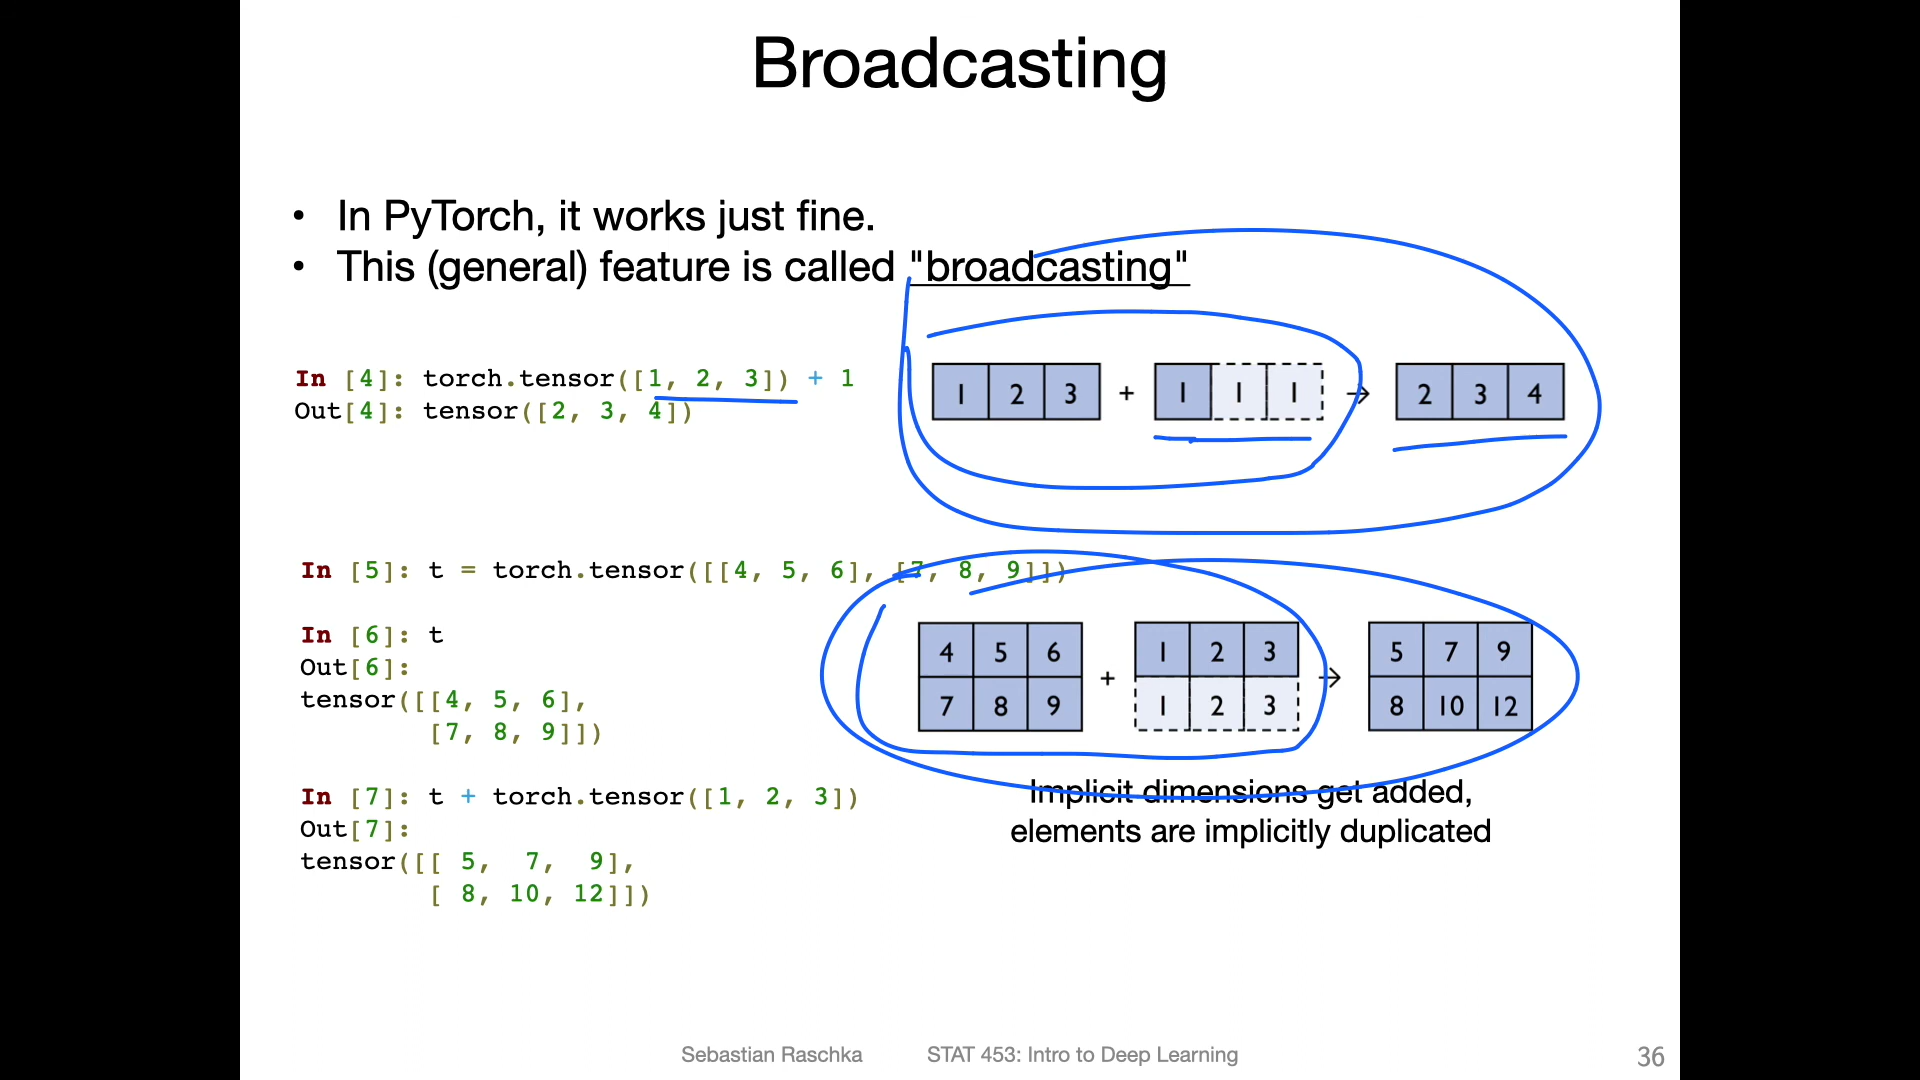 Broadcasting
• In PyTorch, it works just fine.
• This (general) feature is called "broadcasting"
In [4]: torch.tensor([1, 2, 3]) + 1
Out[4]: tensor([2, 3, 4])
1 2 3 + 1 1 1 → 2 3 4
In [5]: t = torch.tensor([[4, 5, 6], [7, 8, 9]])
In [6]: t
Out[6]:
tensor([[4, 5, 6],
[7, 8, 9]])
4 5 6 + 1 2 3 → 5 7 9
7 8 9 1 2 3 8 10 12
In [7]: t + torch.tensor([1, 2, 3])
Out[7]:
tensor([[ 5, 7, 9],
[ 8, 10, 12]])
Implicit dimensions get added,
elements are implicitly duplicated
Sebastian Raschka STAT 453: Intro to Deep Learning 36